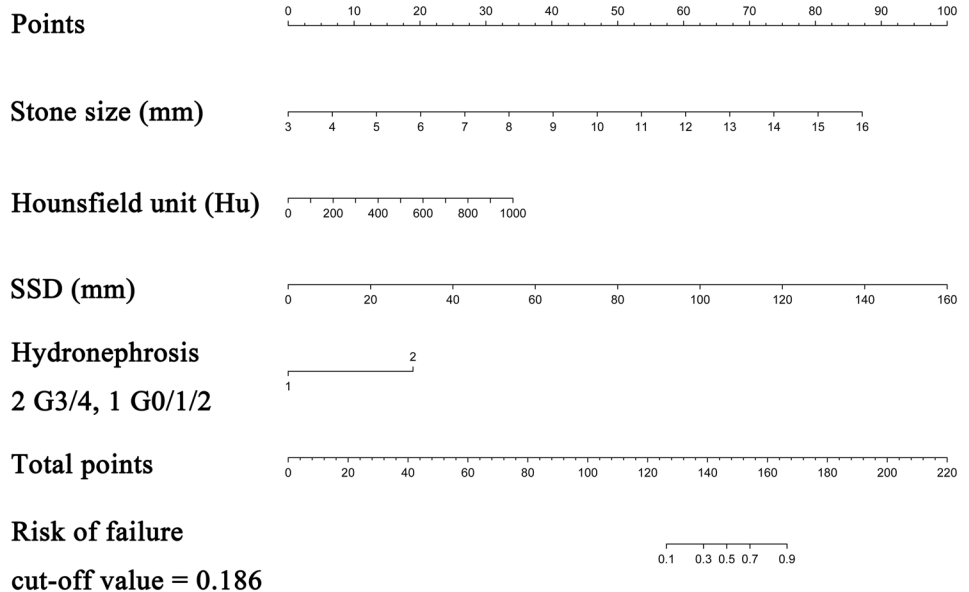 0 10 20 30 40 50 60 70 80 90 100
Points
Stone size (mm)
3 4 5 6 7 8 9 10 11 12 13 14 15 16
Hounsfield unit (Hu)
0 200 400 600 800 1000
SSD (mm)
0 20 40 60 80 100 120 140 160
Hydronephrosis
2
1
2 G3/4, 1 G0/1/2
Total points
0 20 40 60 80 100 120 140 160 180 200 220
Risk of failure
0.1 0.3 0.5 0.7 0.9
cut-off value = 0.186